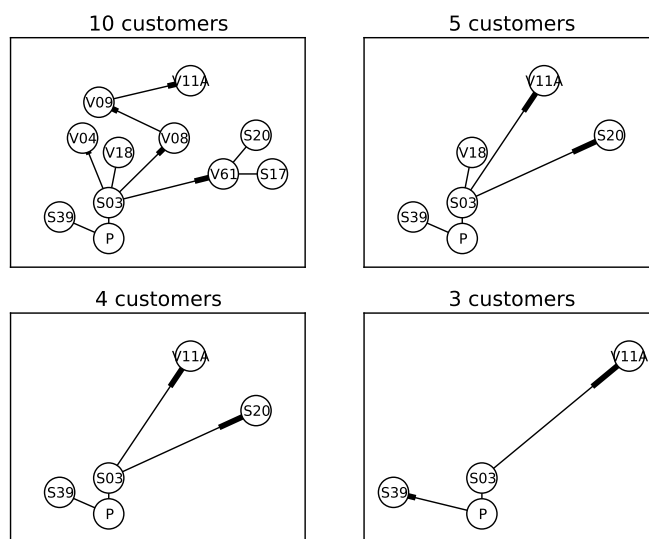 10 customers
V11A
V09
V04
V18
V08
S20
V61
S17
S03
S39
P
5 customers
V11A
S20
V18
S03
S39
P
4 customers
V11A
S20
S03
S39
P
3 customers
V11A
S03
S39
P